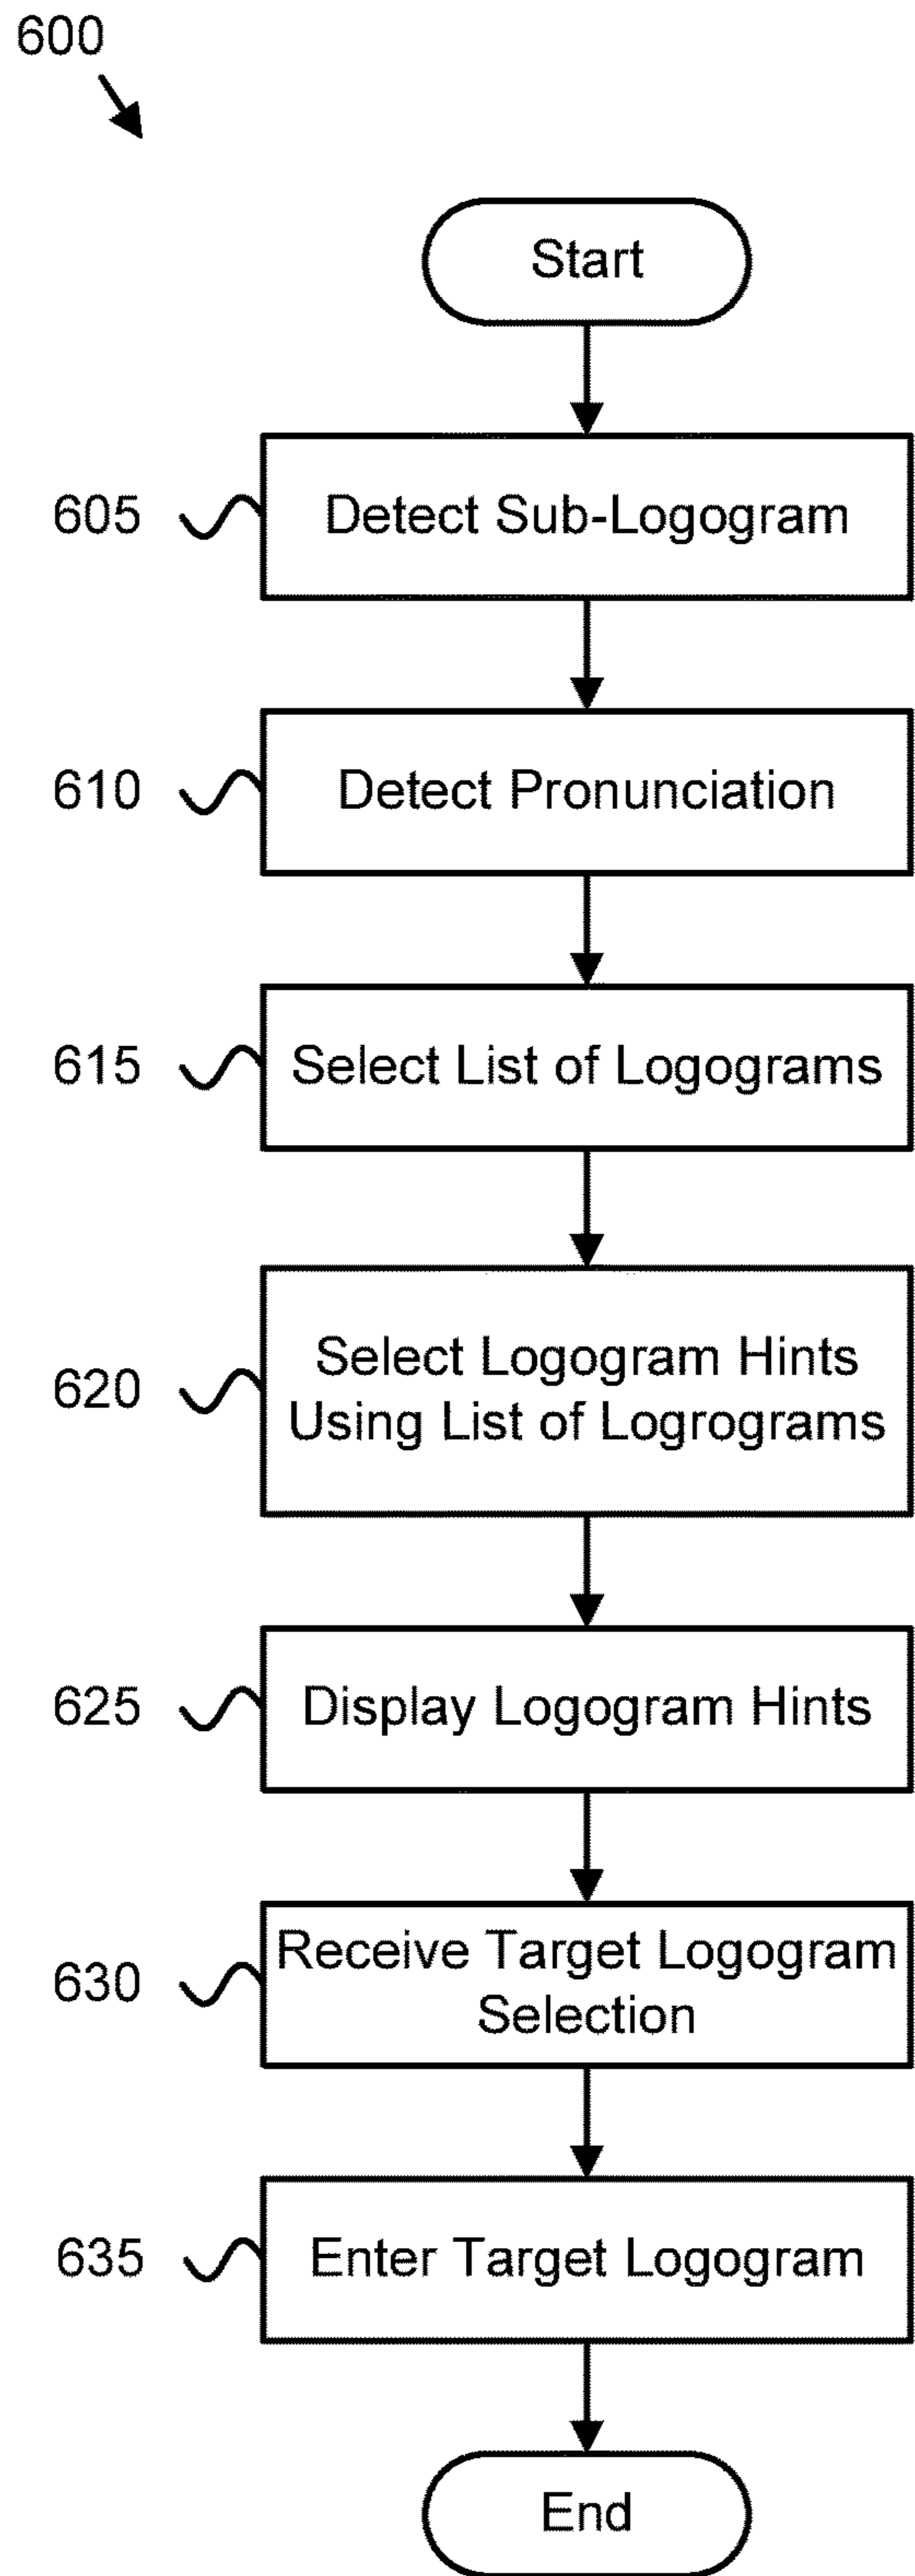 600
Start
605
Detect Sub-Logogram
610
Detect Pronunciation
615
Select List of Logograms
620
Select Logogram Hints
Using List of Logrograms
625
Display Logogram Hints
630
Receive Target Logogram
Selection
635
Enter Target Logogram
End